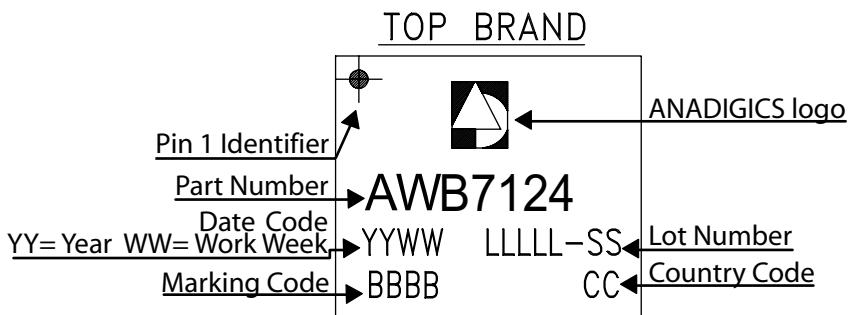 TOP BRAND
ANADIGICS logo
Pin 1 Identifier
Part Number
AWB7124
Date Code
YY= Year WW= Work Week
YYWW LLLLL-SS
Lot Number
Marking Code
BBBB CC
Country Code